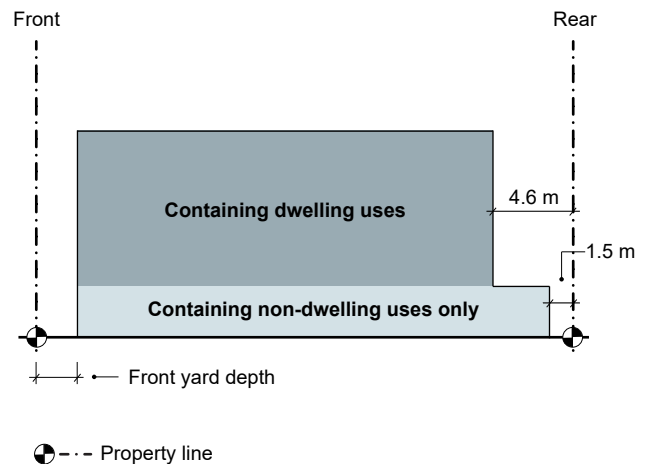 Front
Rear
Containing dwelling uses
4.6 m
1.5 m
Containing non-dwelling uses only
Front yard depth
Property line